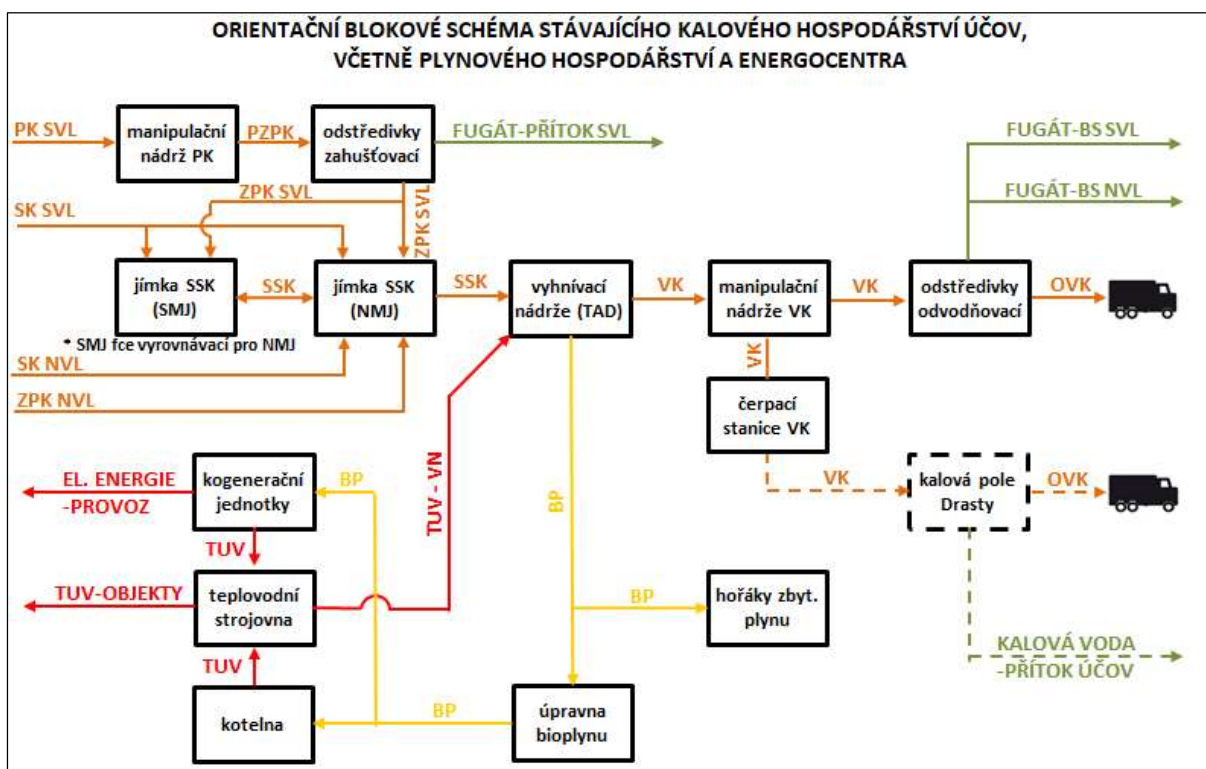 ORIENTAČNÍ BLOKOVÉ SCHÉMA STÁVAJÍCÍHO KALOVÉHO HOSPODÁŘSTVÍ ÚČOV,
VČETNĚ PLYNOVÉHO HOSPODÁŘSTVÍ A ENERGOCENTRA
PK SVL
manipulační
nádrž PK
PZPK
odstředivky
zahušťovací
FUGÁT-PŘÍTOK SVL
FUGÁT-BS SVL
FUGÁT-BS NVL
ZPK SVL
ZPK SVL
SK SVL
jímka SSK
(SMJ)
SSK
jímka SSK
(NMJ)
SSK
vyhnívací
nádrže (TAD)
VK
manipulační
nádrže VK
VK
odstředivky
odvodňovací
OVK
* SMJ fce vyrovnávací pro NMJ
SK NVL
ZPK NVL
VK
čerpací
stanice VK
VK
kalová pole
Drasty
OVK
EL. ENERGIE
-PROVOZ
kogenerační
jednotky
BP
TUV - VN
BP
TUV
TUV-OBJEKTY
teplovodní
strojovna
BP
hořáky zbyt.
plynu
KALOVÁ VODA
-PŘÍTOK ÚČOV
TUV
kotelna
BP
úpravna
bioplynu